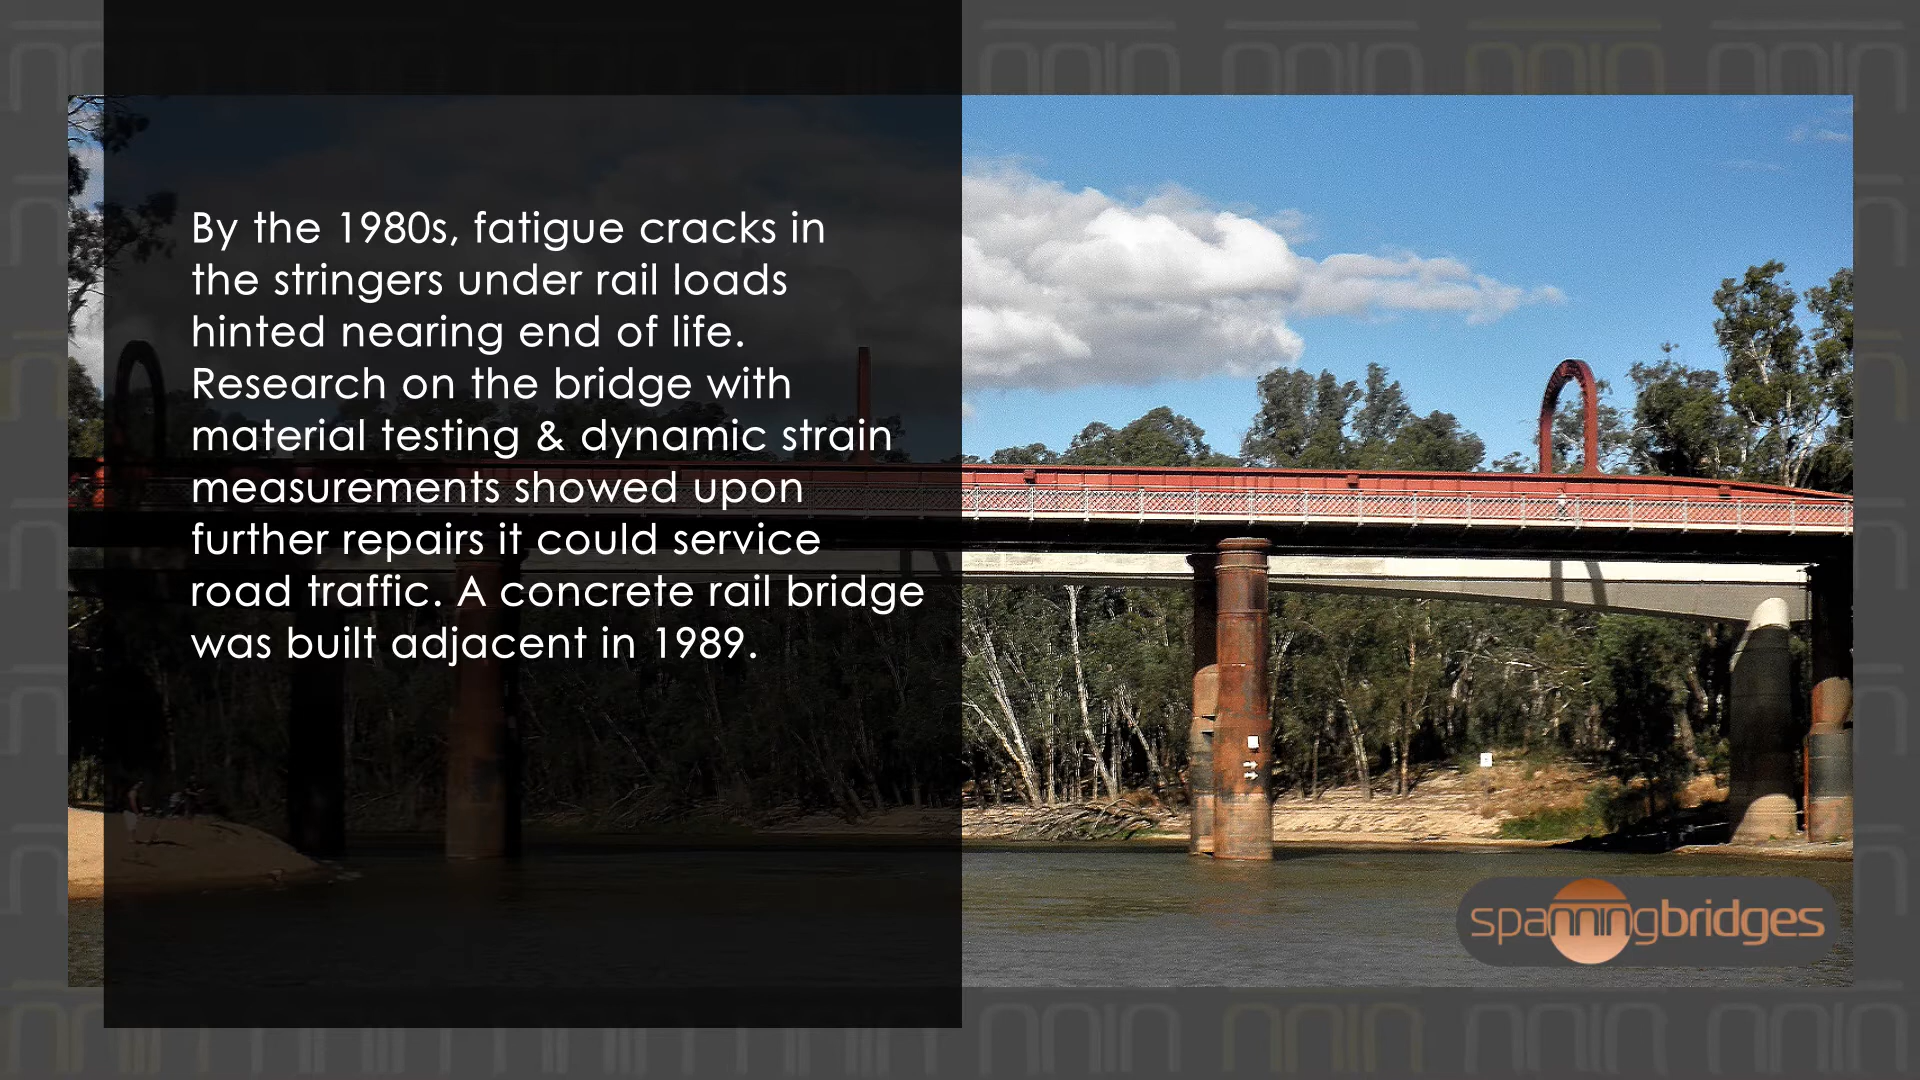 By the 1980s, fatigue cracks in
the stringers under rail loads
hinted nearing end of life.
Research on the bridge with
material testing & dynamic strain
measurements showed upon
further repairs it could service
road traffic. A concrete rail bridge
was built adjacent in 1989.
spanningbridges